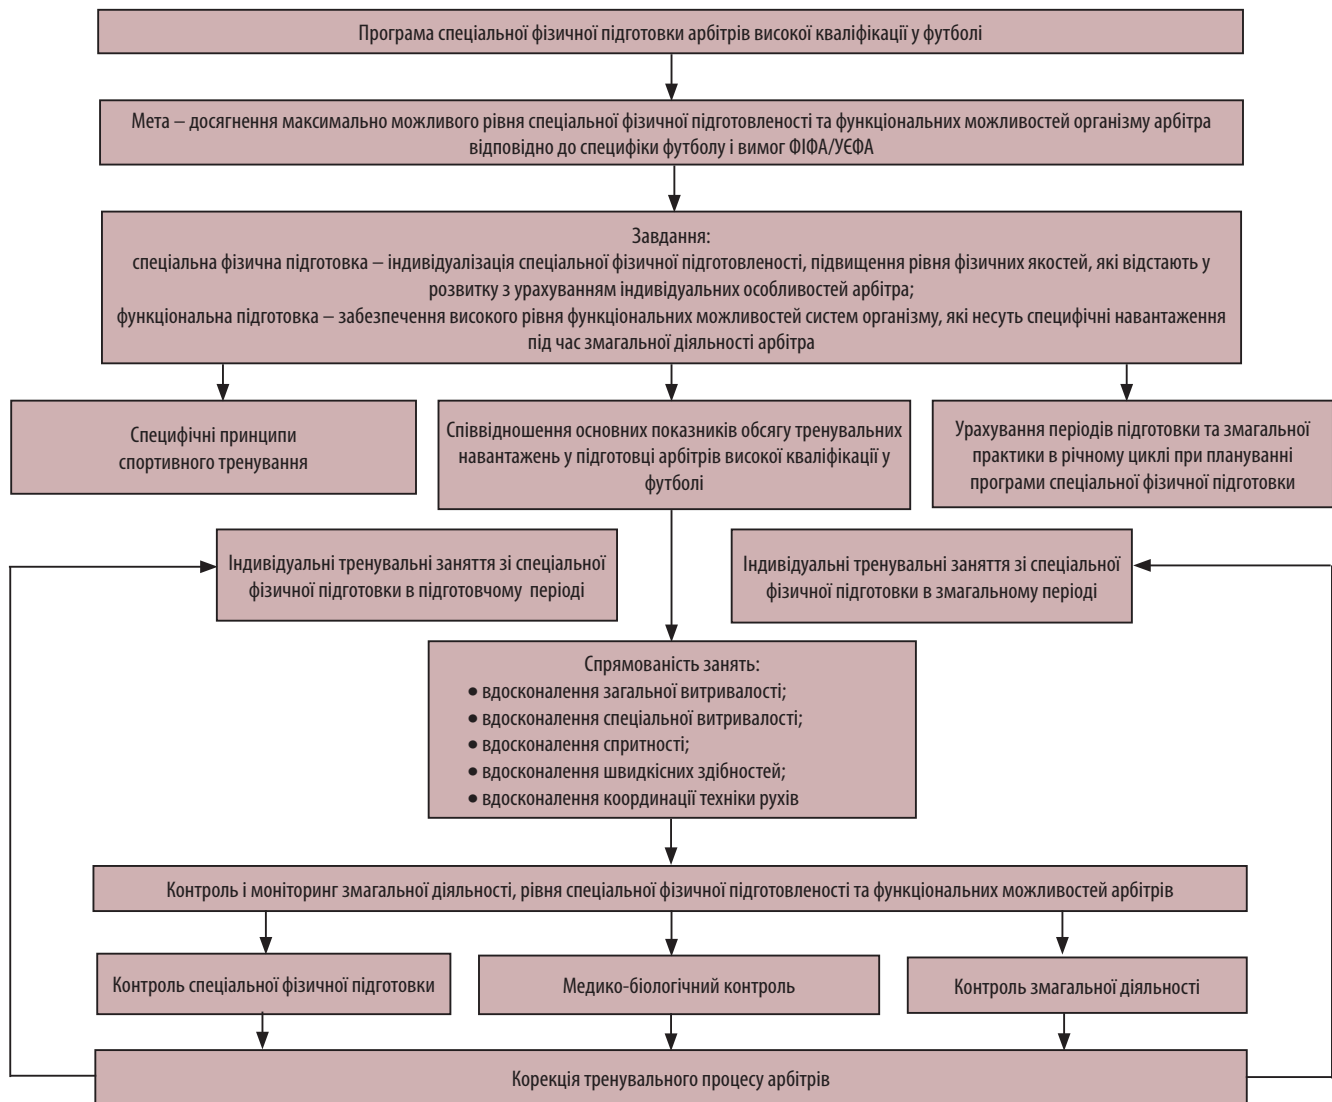 Програма спеціальної фізичної підготовки арбітрів високої кваліфікації у футболі
Мета – досягнення максимально можливого рівня спеціальної фізичної підготовленості та функціональних можливостей організму арбітра
відповідно до специфіки футболу і вимог ФІФА/УЄФА
Завдання:
спеціальна фізична підготовка – індивідуалізація спеціальної фізичної підготовленості, підвищення рівня фізичних якостей, які відстають у
розвитку з урахуванням індивідуальних особливостей арбітра;
функціональна підготовка – забезпечення високого рівня функціональних можливостей систем організму, які несуть специфічні навантаження
під час змагальної діяльності арбітра
Специфічні принципи
спортивного тренування
Співвідношення основних показників обсягу тренувальних
навантажень у підготовці арбітрів високої кваліфікації у
футболі
Урахування періодів підготовки та змагальної
практики в річному циклі при плануванні
програми спеціальної фізичної підготовки
Індивідуальні тренувальні заняття зі спеціальної
фізичної підготовки в підготовчому періоді
Індивідуальні тренувальні заняття зі спеціальної
фізичної підготовки в змагальному періоді
Спрямованість занять:
• вдосконалення загальної витривалості;
• вдосконалення спеціальної витривалості;
• вдосконалення спритності;
• вдосконалення швидкісних здібностей;
• вдосконалення координації техніки рухів
Контроль і моніторинг змагальної діяльності, рівня спеціальної фізичної підготовленості та функціональних можливостей арбітрів
Контроль спеціальної фізичної підготовки
Медико-біологічний контроль
Контроль змагальної діяльності
Корекція тренувального процесу арбітрів